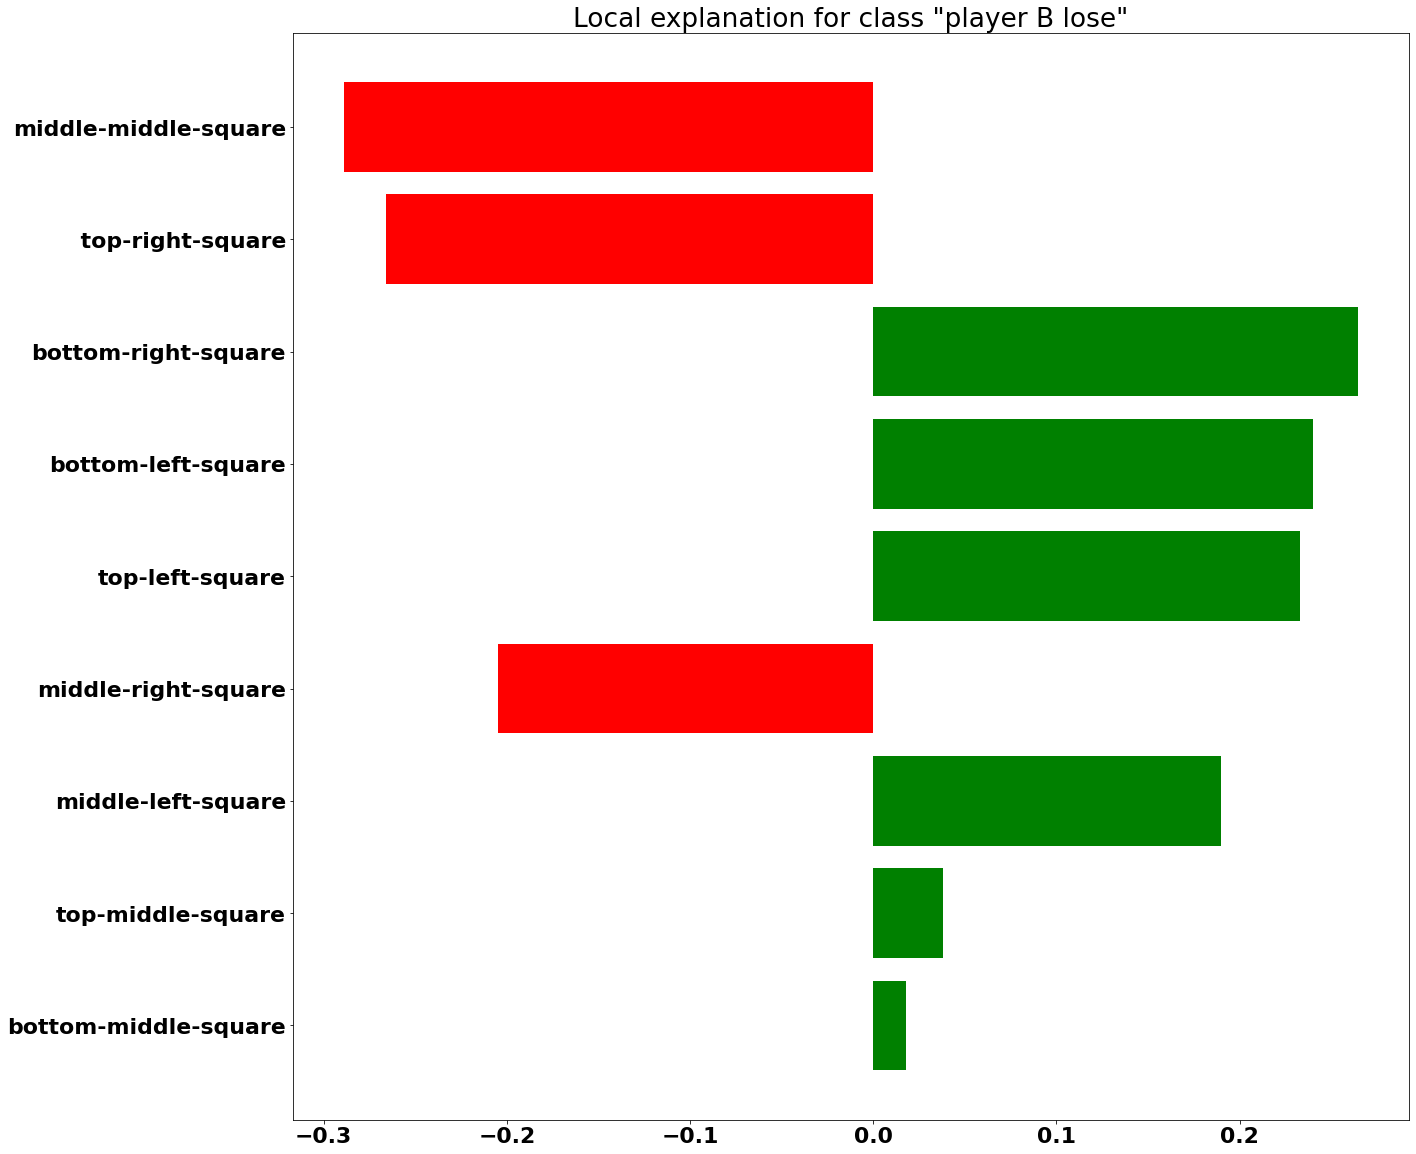 Local explanation for class "player B lose"
middle-middle-square
top-right-square
bottom-right-square
bottom-left-square
top-left-square
middle-right-square
middle-left-square
top-middle-square
bottom-middle-square
−0.3 −0.2 −0.1 0.0 0.1 0.2